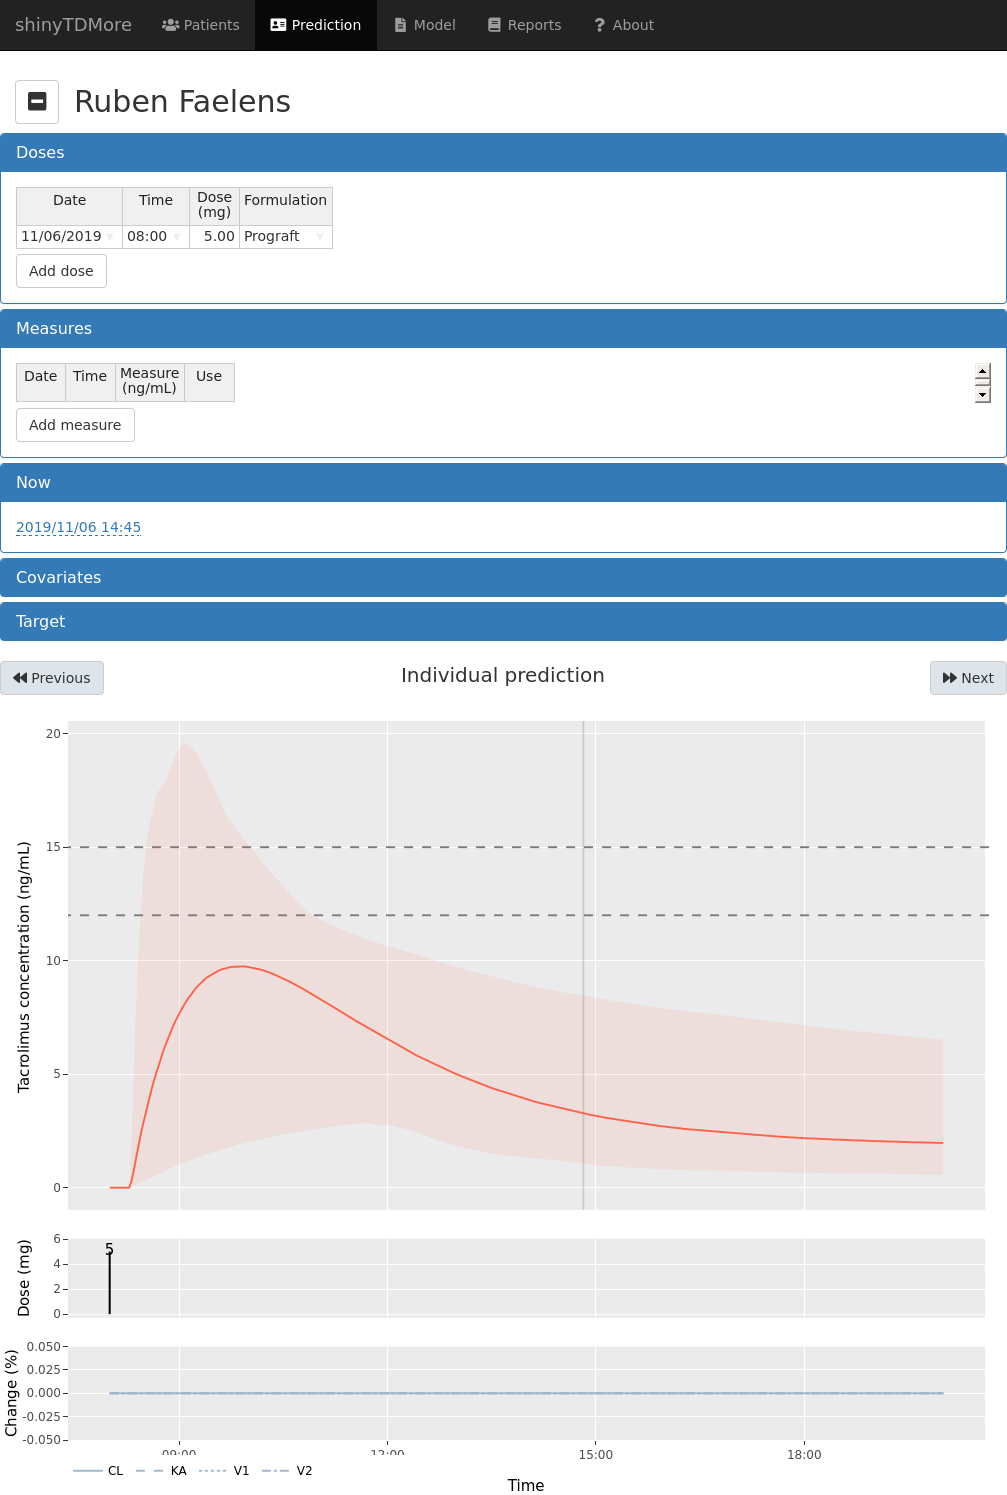 shinyTDMore Patients Prediction Model Reports About
Ruben Faelens
Doses
Date Time Dose (mg) Formulation
11/06/2019 08:00 5.00 Prograft
Add dose
Measures
Date Time Measure (ng/mL) Use
Add measure
Now
2019/11/06 14:45
Covariates
Target
Previous Individual prediction Next
20
15
10
5
0
Tacrolimus concentration (ng/mL)
6
4
2
0
Dose (mg)
5
0.050
0.025
0.000
-0.025
-0.050
Change (%)
09:00 12:00 15:00 18:00
CL KA V1 V2
Time